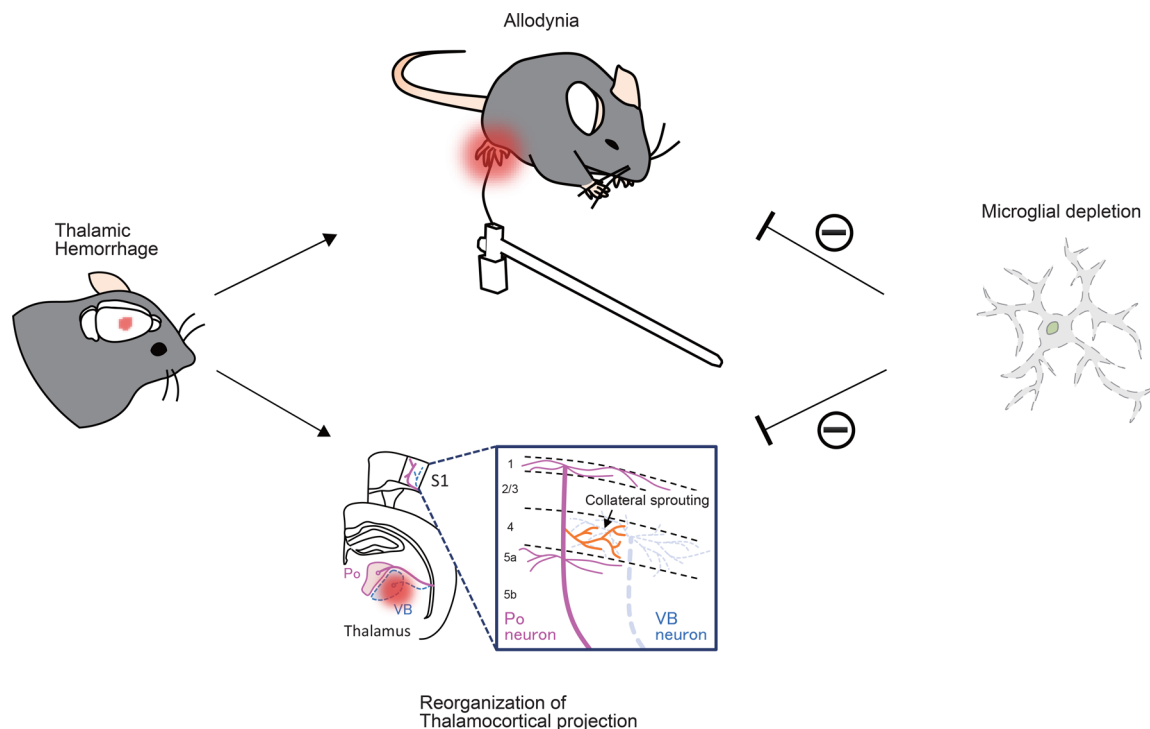 Allodynia
Thalamic
Hemorrhage
Microglial depletion
S1
Po
VB
Thalamus
1
2/3
Collateral sprouting
4
5a
5b
Po
neuron
VB
neuron
Reorganization of
Thalamocortical projection